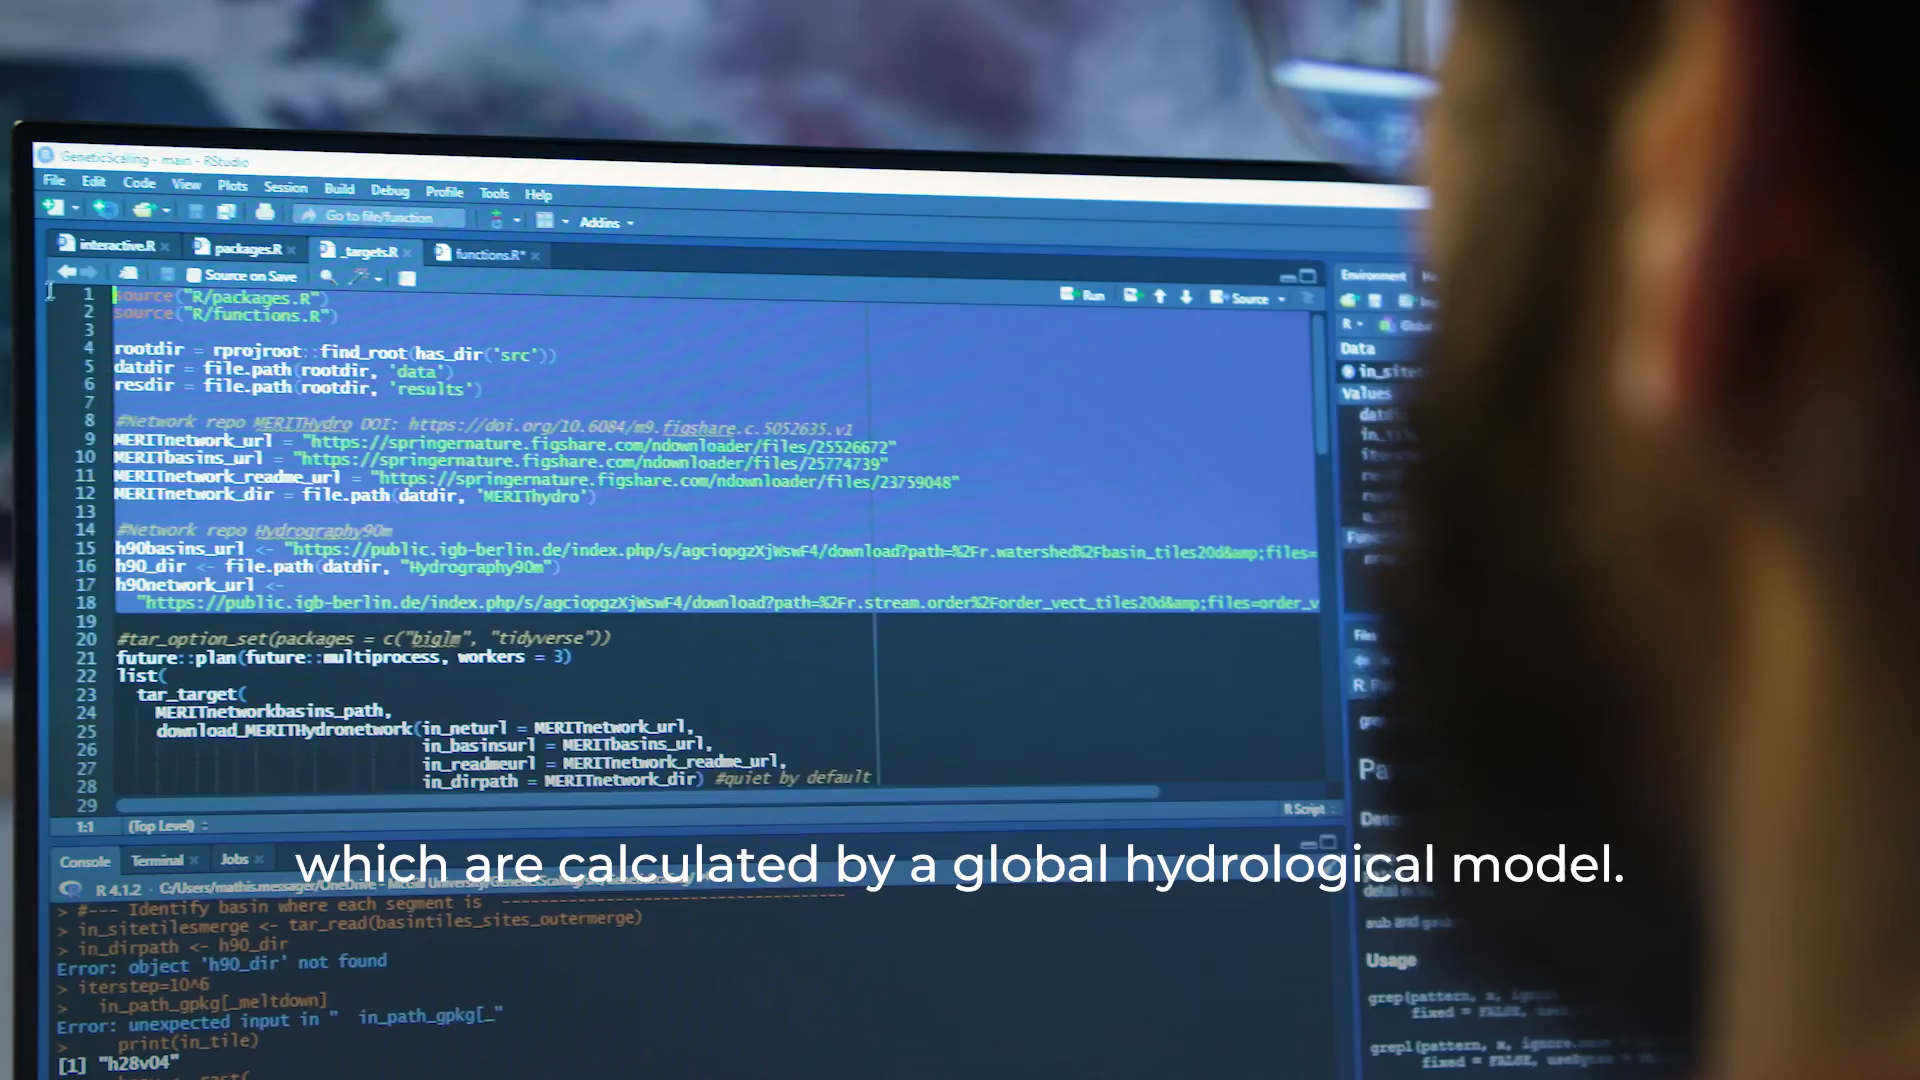 GeneticScaling - main - RStudio
File Edit Code View Plots Session Build Debug Profile Tools Help
Go to file/function Addins
interactive.R packages.R _targets.R functions.R*
Source on Save Run Source
1 source("R/packages.R")
2 source("R/functions.R")
3
4 rootdir = rprojroot::find_root(has_dir('src'))
5 datdir = file.path(rootdir, 'data')
6 resdir = file.path(rootdir, 'results')
7
8 #Network repo MERITHydro DOI: https://doi.org/10.6084/m9.figshare.c.5052635.v1
9 MERITnetwork_url = "https://springernature.figshare.com/ndownloader/files/25526672"
10 MERITbasins_url = "https://springernature.figshare.com/ndownloader/files/25774739"
11 MERITnetwork_readme_url = "https://springernature.figshare.com/ndownloader/files/23759048"
12 MERITnetwork_dir = file.path(datdir, 'MERIThydro')
13
14 #Network repo Hydrography90m
15 h90basins_url <- "https://public.igb-berlin.de/index.php/s/agciopgzXjWswF4/download?path=%2Fr.watershed%2Fbasin_tiles20d&amp;files=
16 h90_dir <- file.path(datdir, "Hydrography90m")
17 h90network_url <-
18 "https://public.igb-berlin.de/index.php/s/agciopgzXjWswF4/download?path=%2Fr.stream.order%2Forder_vect_tiles20d&amp;files=order_v
19
20 #tar_option_set(packages = c("biglm", "tidyverse"))
21 future::plan(future::multiprocess, workers = 3)
22 list(
23 tar_target(
24 MERITnetworkbasins_path,
25 download_MERITHydronetwork(in_neturl = MERITnetwork_url,
26 in_basinsurl = MERITbasins_url,
27 in_readmeurl = MERITnetwork_readme_url,
28 in_dirpath = MERITnetwork_dir) #quiet by default
29
1:1 (Top Level) R Script
Console Terminal Jobs
which are calculated by a global hydrological model.
R 4.1.2 · C:/Users/mathis.messager/OneDrive
> #--- Identify basin where each segment is ------------------------------------
> in_sitetilesmerge <- tar_read(basintiles_sites_outermerge)
> in_dirpath <- h90_dir
Error: object 'h90_dir' not found
> iterstep=10^6
> in_path_gpkg[_meltdown]
Error: unexpected input in " in_path_gpkg[_"
> print(in_tile)
[1] "h28v04"
Environment
R
Data
Values
Usage
grep(pattern, x,
fixed = FALSE,
grepl(pattern, x,
fixed = FALSE,